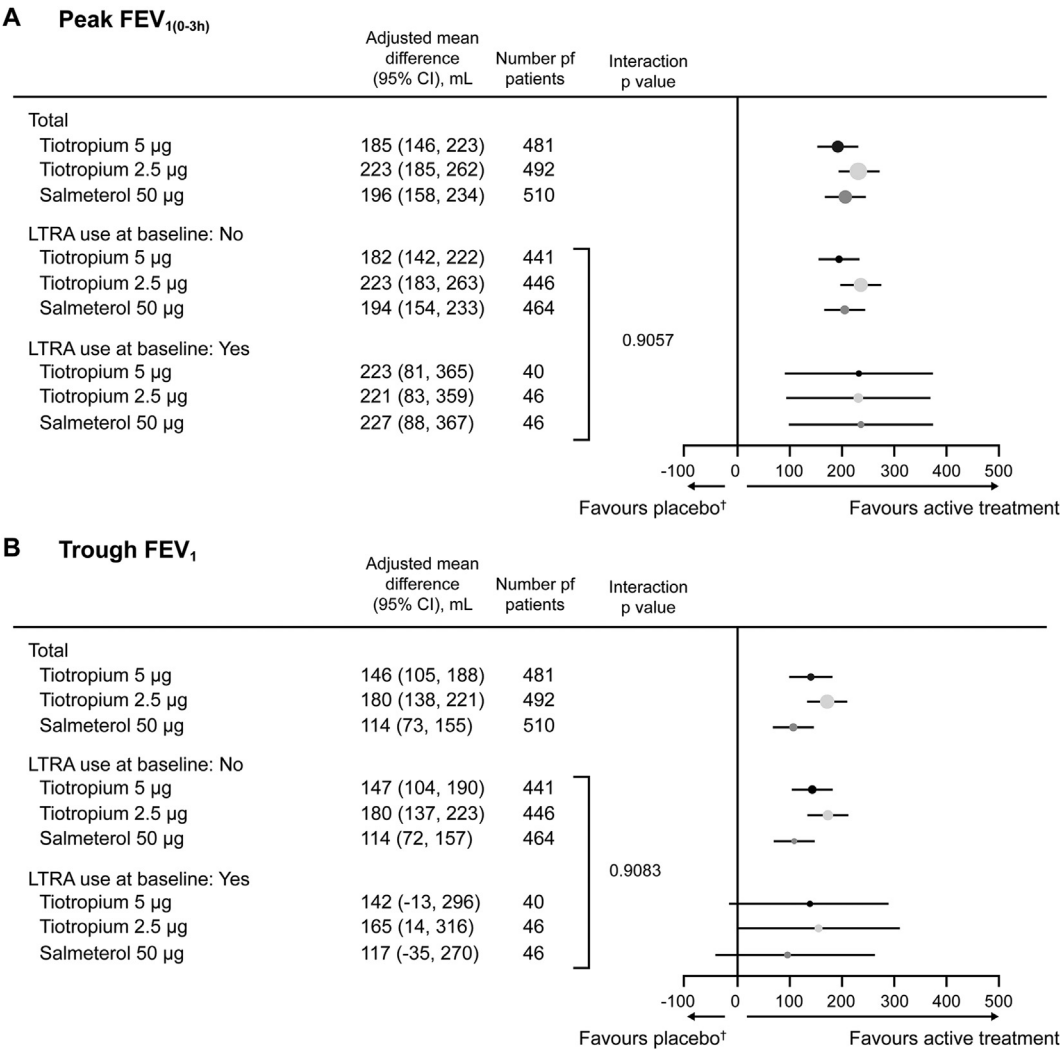 A Peak FEV1(0-3h)
Adjusted mean difference (95% CI), mL Number pf patients Interaction p value
Total
Tiotropium 5 µg 185 (146, 223) 481
Tiotropium 2.5 µg 223 (185, 262) 492
Salmeterol 50 µg 196 (158, 234) 510
LTRA use at baseline: No
Tiotropium 5 µg 182 (142, 222) 441
Tiotropium 2.5 µg 223 (183, 263) 446
Salmeterol 50 µg 194 (154, 233) 464
0.9057
LTRA use at baseline: Yes
Tiotropium 5 µg 223 (81, 365) 40
Tiotropium 2.5 µg 221 (83, 359) 46
Salmeterol 50 µg 227 (88, 367) 46
-100 0 100 200 300 400 500
Favours placebo† Favours active treatment
B Trough FEV1
Adjusted mean difference (95% CI), mL Number pf patients Interaction p value
Total
Tiotropium 5 µg 146 (105, 188) 481
Tiotropium 2.5 µg 180 (138, 221) 492
Salmeterol 50 µg 114 (73, 155) 510
LTRA use at baseline: No
Tiotropium 5 µg 147 (104, 190) 441
Tiotropium 2.5 µg 180 (137, 223) 446
Salmeterol 50 µg 114 (72, 157) 464
0.9083
LTRA use at baseline: Yes
Tiotropium 5 µg 142 (-13, 296) 40
Tiotropium 2.5 µg 165 (14, 316) 46
Salmeterol 50 µg 117 (-35, 270) 46
-100 0 100 200 300 400 500
Favours placebo† Favours active treatment